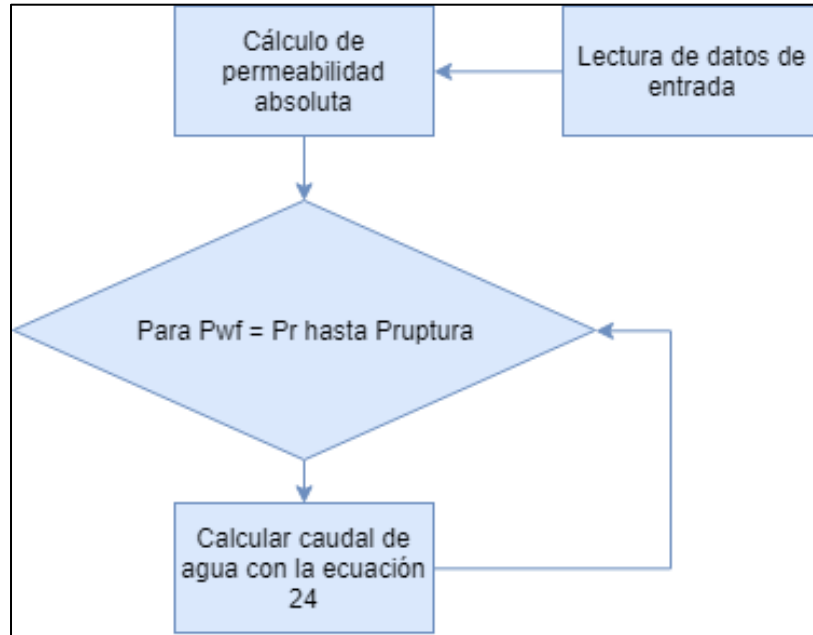 Cálculo de
permeabilidad
absoluta
Lectura de datos de
entrada
Para Pwf = Pr hasta Pruptura
Calcular caudal de
agua con la ecuación
24